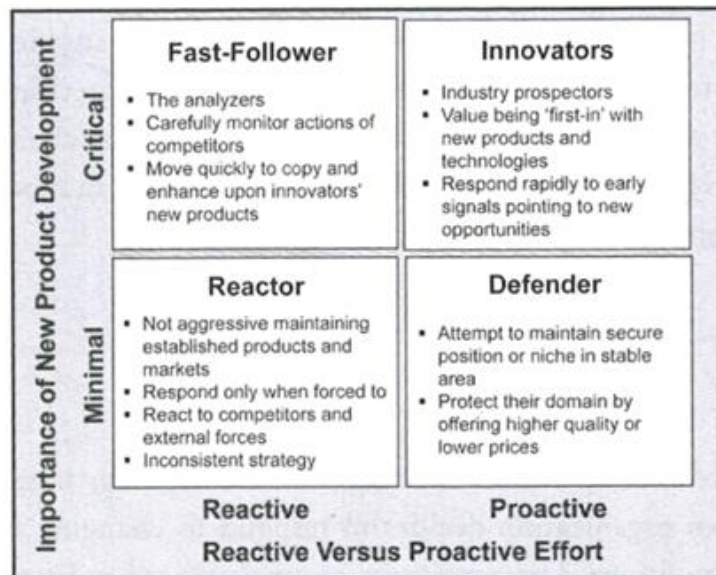 Importance of New Product Development
Critical
Fast-Follower
▪ The analyzers
▪ Carefully monitor actions of
competitors
▪ Move quickly to copy and
enhance upon innovators'
new products
Innovators
▪ Industry prospectors
▪ Value being 'first-in' with
new products and
technologies
▪ Respond rapidly to early
signals pointing to new
opportunities
Minimal
Reactor
▪ Not aggressive maintaining
established products and
markets
▪ Respond only when forced to
▪ React to competitors and
external forces
▪ Inconsistent strategy
Defender
▪ Attempt to maintain secure
position or niche in stable
area
▪ Protect their domain by
offering higher quality or
lower prices
Reactive
Proactive
Reactive Versus Proactive Effort